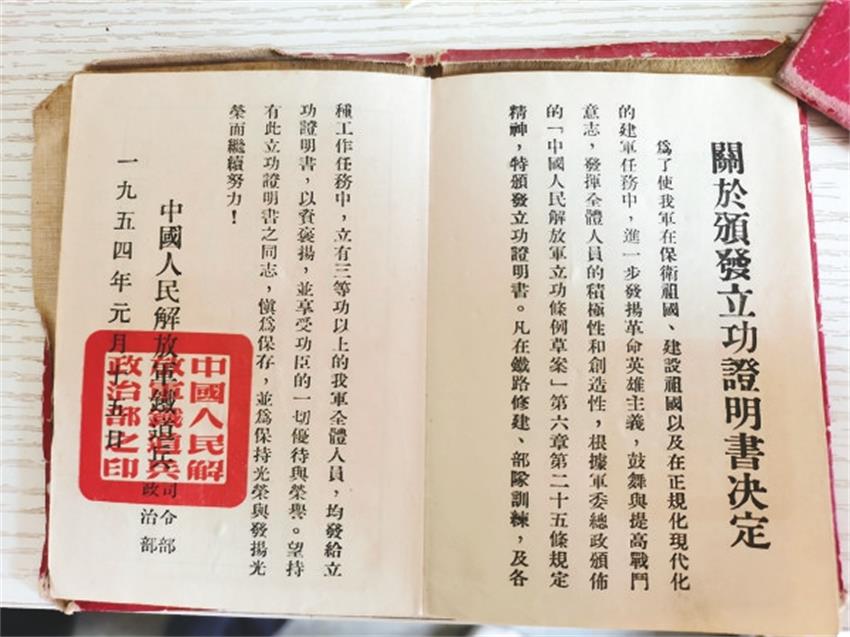 關於頒發立功證明書決定
爲了使我軍在保衛祖國、建設祖國以及在正規化現代化
的建軍任務中，進一步發揚革命英雄主義，鼓舞與提高戰鬥
意志，發揮全體人員的積極性和創造性，根據軍委總政頒佈
的「中國人民解放軍立功條例草案」第六章第二十五條規定
精神，特頒發立功證明書。凡在鐵路修建、部隊訓練，及各
種工作任務中，立有三等功以上的我軍全體人員，均發給立
功證明書，以資褒揚，並享受功臣的一切優待與榮譽。望持
有此立功證明書之同志，愼爲保存，並爲保持光榮與發揚光
榮而繼續努力！
中國人民解放軍鐵道兵
司令部
政治部
一九五四年元月十五日
中國人民解
放軍鐵道兵
政治部之印